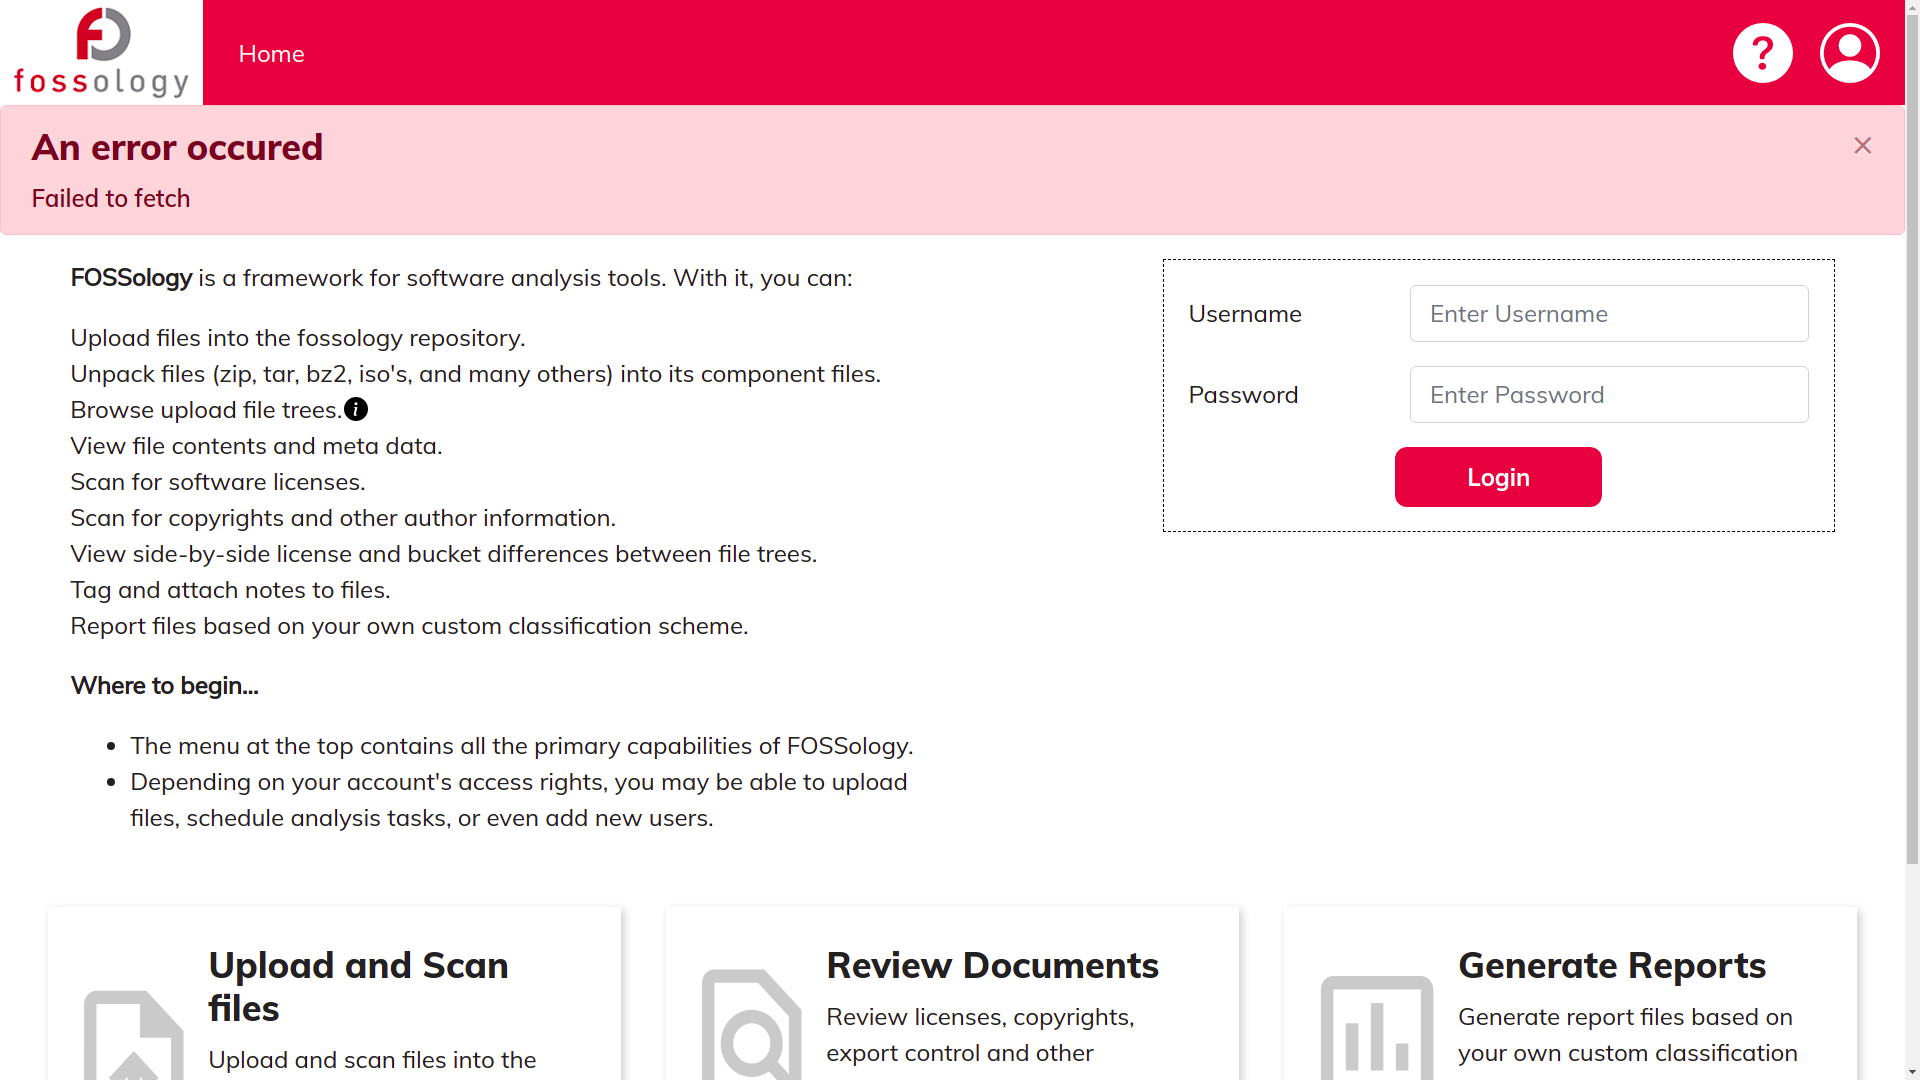 fossology
Home
?
An error occured
×
Failed to fetch
FOSSology is a framework for software analysis tools. With it, you can:
Upload files into the fossology repository.
Unpack files (zip, tar, bz2, iso's, and many others) into its component files.
Browse upload file trees.
i
View file contents and meta data.
Scan for software licenses.
Scan for copyrights and other author information.
View side-by-side license and bucket differences between file trees.
Tag and attach notes to files.
Report files based on your own custom classification scheme.
Where to begin...
• The menu at the top contains all the primary capabilities of FOSSology.
• Depending on your account's access rights, you may be able to upload
files, schedule analysis tasks, or even add new users.
Username
Enter Username
Password
Enter Password
Login
Upload and Scan
files
Upload and scan files into the
Review Documents
Review licenses, copyrights,
export control and other
Generate Reports
Generate report files based on
your own custom classification